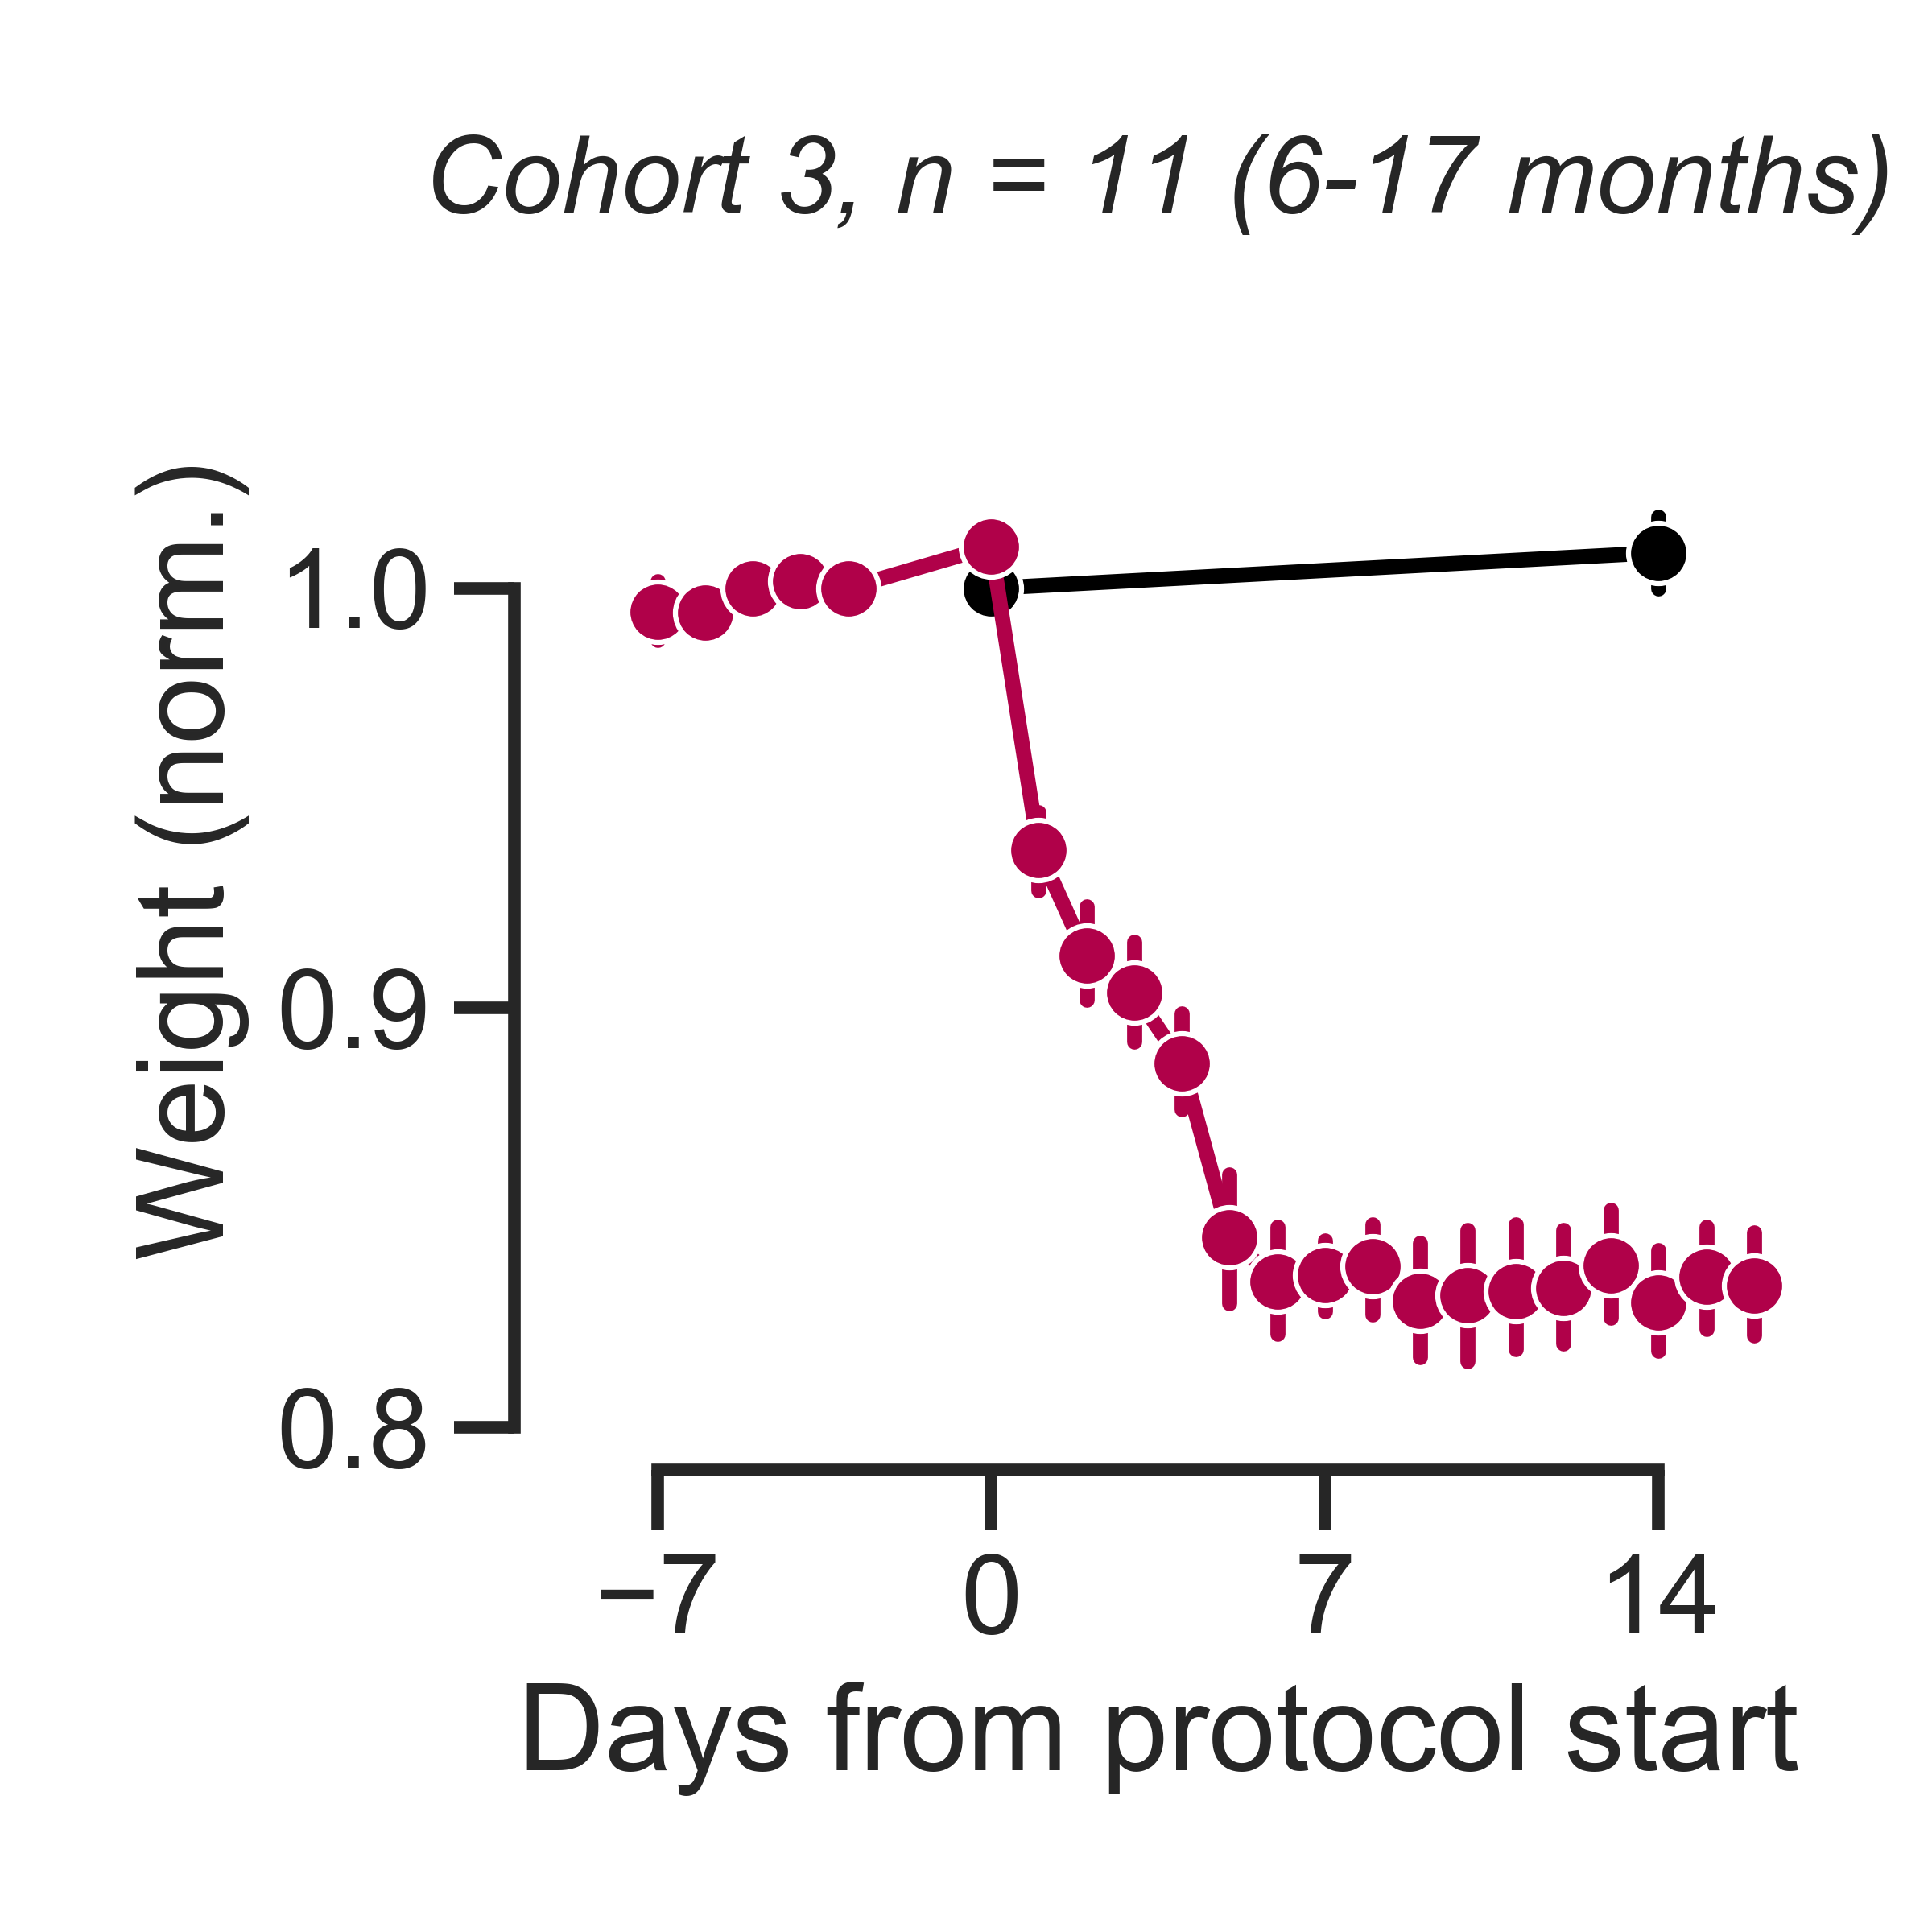 Cohort 3, n = 11 (6-17 months)
Weight (norm.)
1.0
0.9
0.8
−7 0 7 14
Days from protocol start